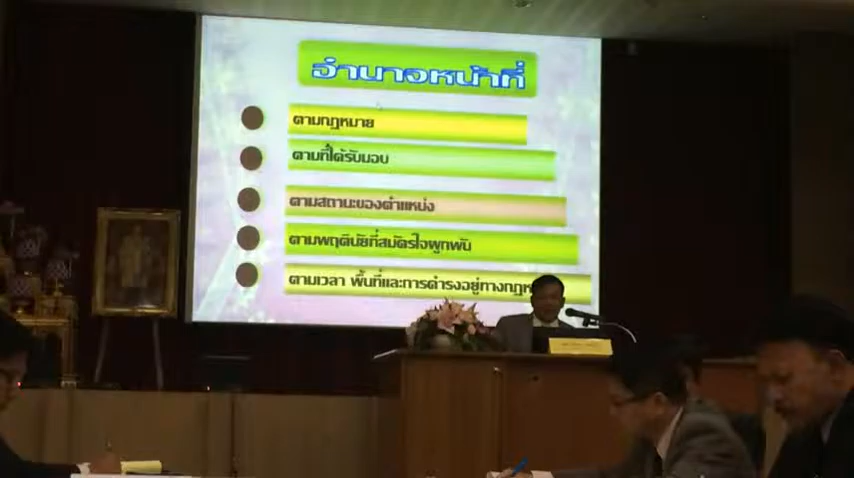 อำนาจหน้าที่
ตามกฎหมาย
ตามที่ได้รับมอบ
ตามสถานะของตำแหน่ง
ตามพฤตินัยที่สมัครใจผูกพัน
ตามเวลา พื้นที่และการดำรงอยู่ทางกฎห